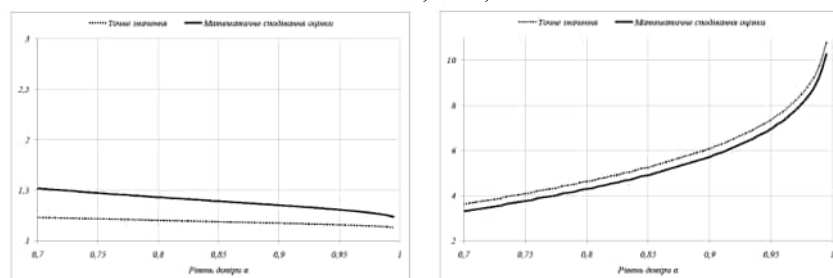 Точне значення Математичне сподівання оцінки
3
2,5
2
1,5
1
0,7 0,75 0,8 0,85 0,9 0,95 1
Рівень довіри α
Точне значення Математичне сподівання оцінки
10
8
6
4
2
0,7 0,75 0,8 0,85 0,9 0,95 1
Рівень довіри α